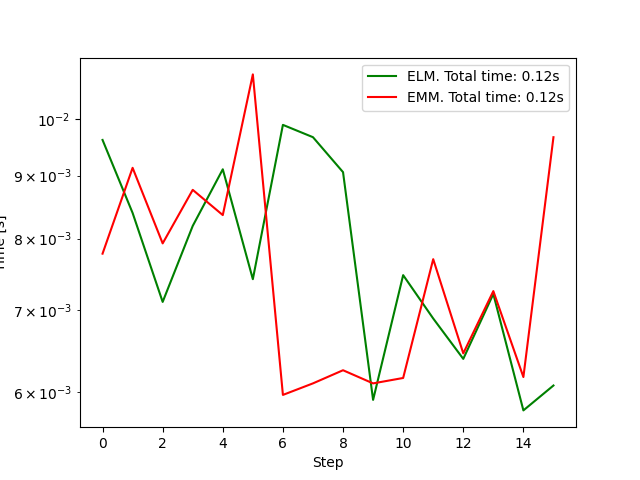 ELM. Total time: 0.12s
EMM. Total time: 0.12s
10⁻²
9 × 10⁻³
8 × 10⁻³
7 × 10⁻³
6 × 10⁻³
Time [s]
0 2 4 6 8 10 12 14
Step